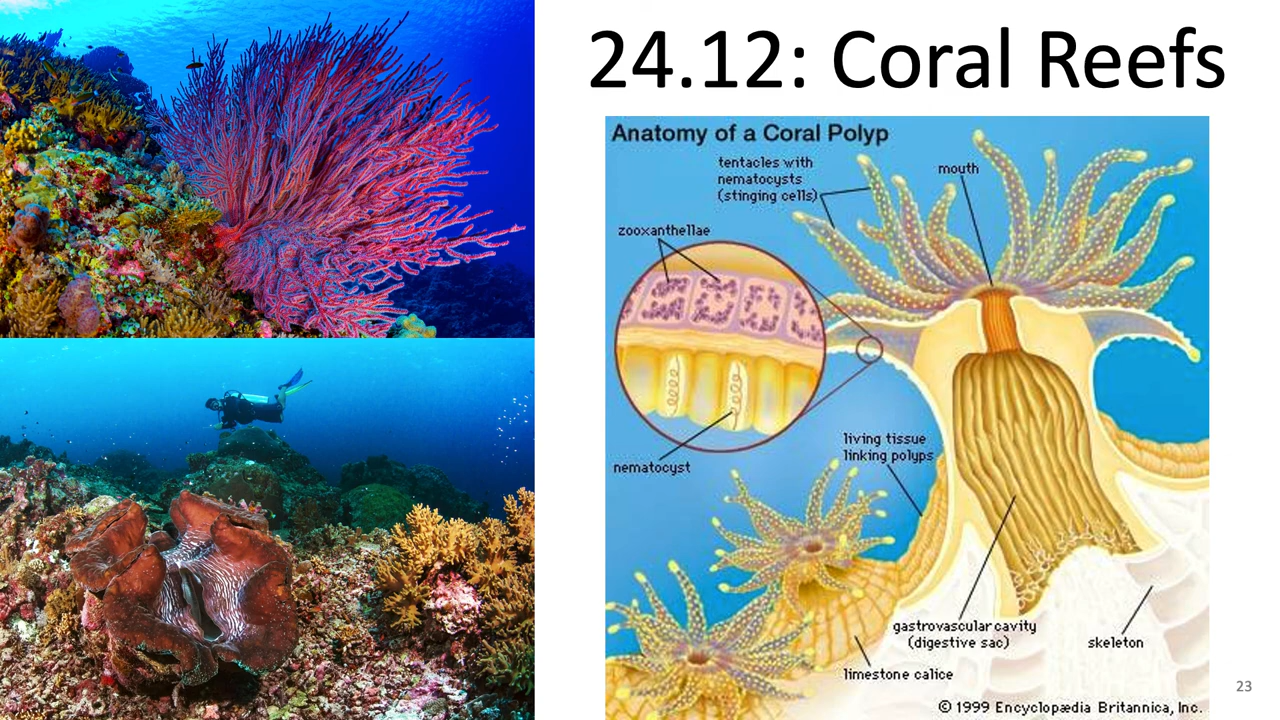 24.12: Coral Reefs
Anatomy of a Coral Polyp
tentacles with
nematocysts
(stinging cells)
mouth
zooxanthellae
nematocyst
living tissue
linking polyps
gastrovascular cavity
(digestive sac)
skeleton
limestone calice
© 1999 Encyclopædia Britannica, Inc.
23